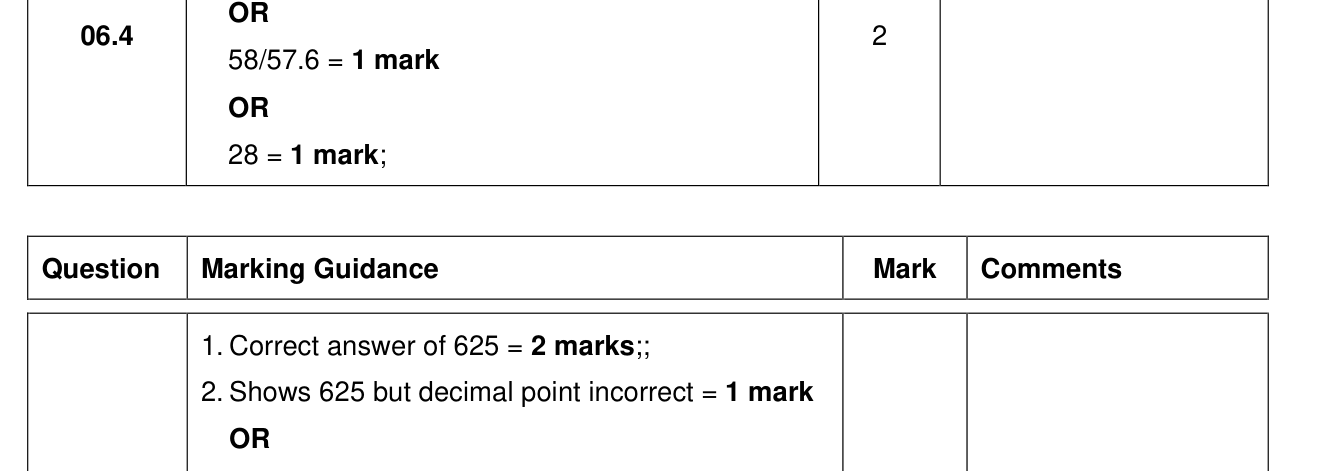 OR
06.4
2
58/57.6 = 1 mark
OR
28 = 1 mark;
Question Marking Guidance Mark Comments
1. Correct answer of 625 = 2 marks;;
2. Shows 625 but decimal point incorrect = 1 mark
OR